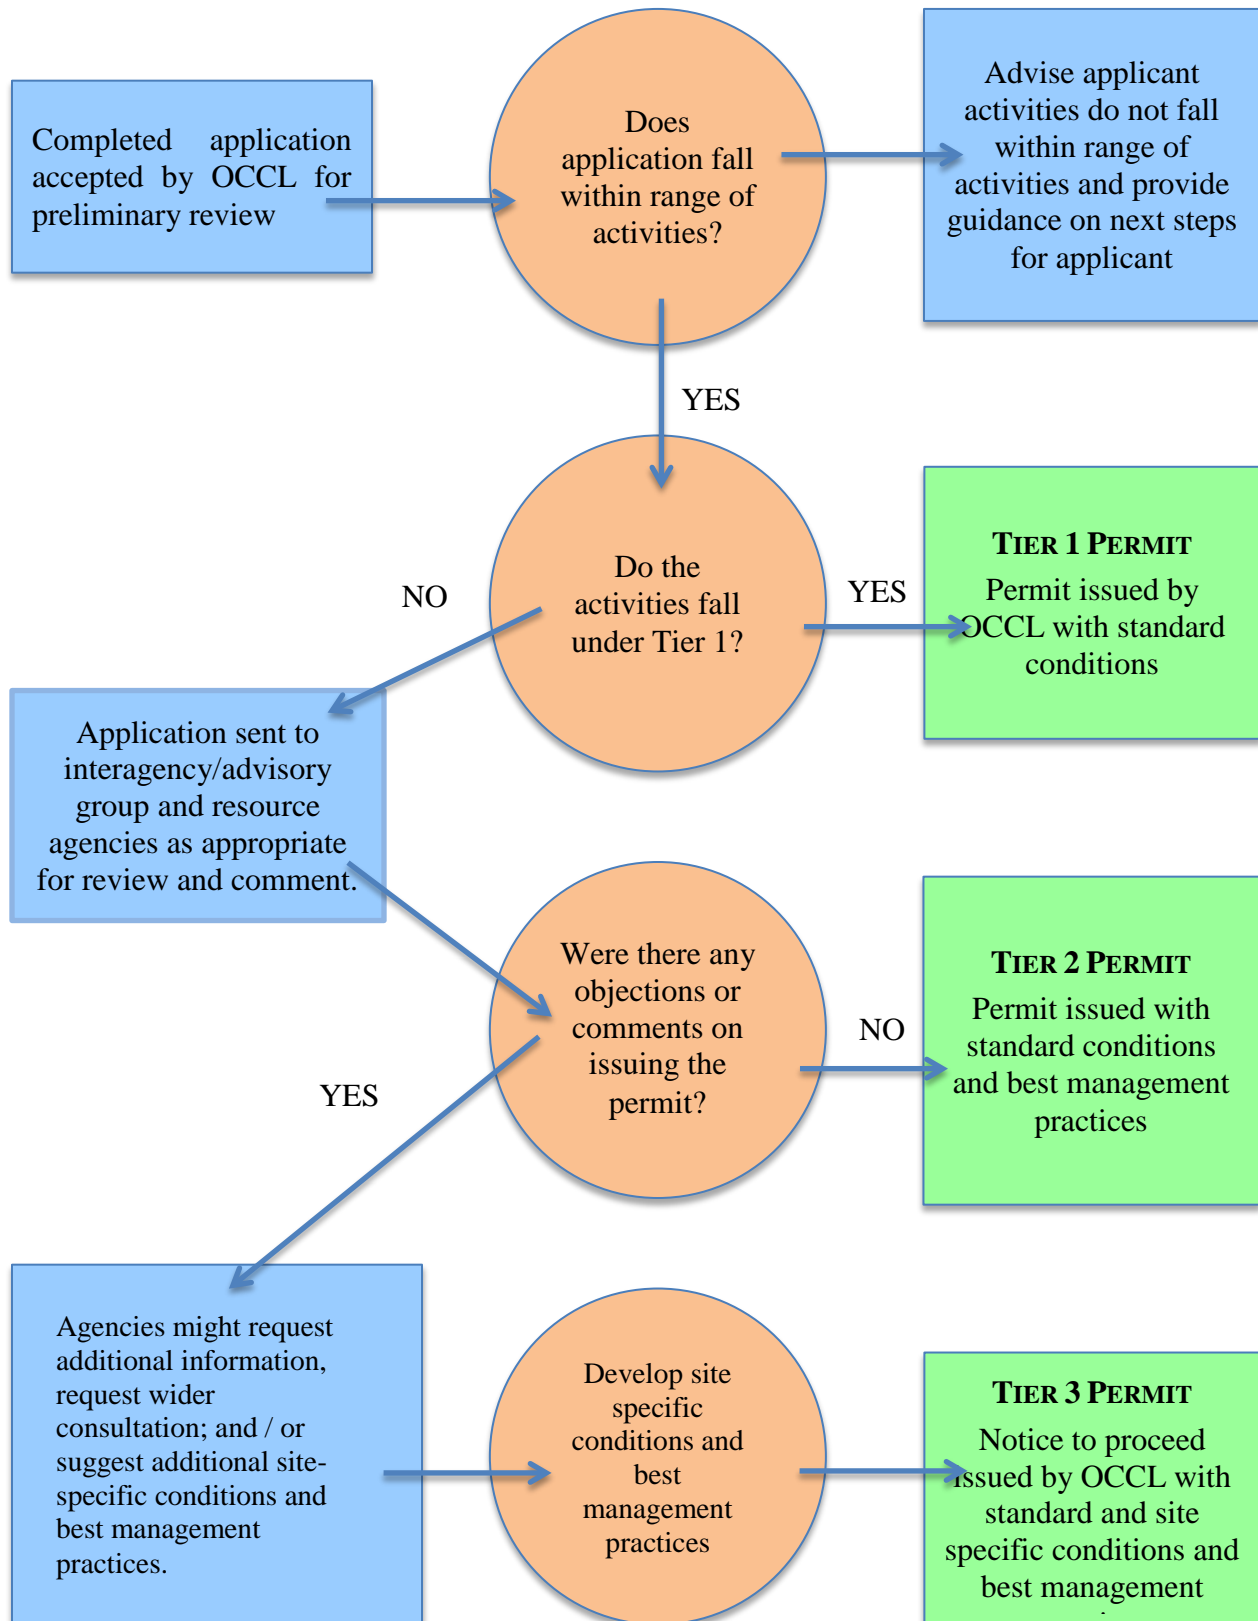 Completed application
accepted by OCCL for
preliminary review
Does
application fall
within range of
activities?
Advise applicant
activities do not fall
within range of
activities and provide
guidance on next steps
for applicant
YES
Do the
activities fall
under Tier 1?
NO
YES
TIER 1 PERMIT
Permit issued by
OCCL with standard
conditions
Application sent to
interagency/advisory
group and resource
agencies as appropriate
for review and comment.
Were there any
objections or
comments on
issuing the
permit?
NO
YES
TIER 2 PERMIT
Permit issued with
standard conditions
and best management
practices
Agencies might request
additional information,
request wider
consultation; and / or
suggest additional site-
specific conditions and
best management
practices.
Develop site
specific
conditions and
best
management
practices
TIER 3 PERMIT
Notice to proceed
issued by OCCL with
standard and site
specific conditions and
best management